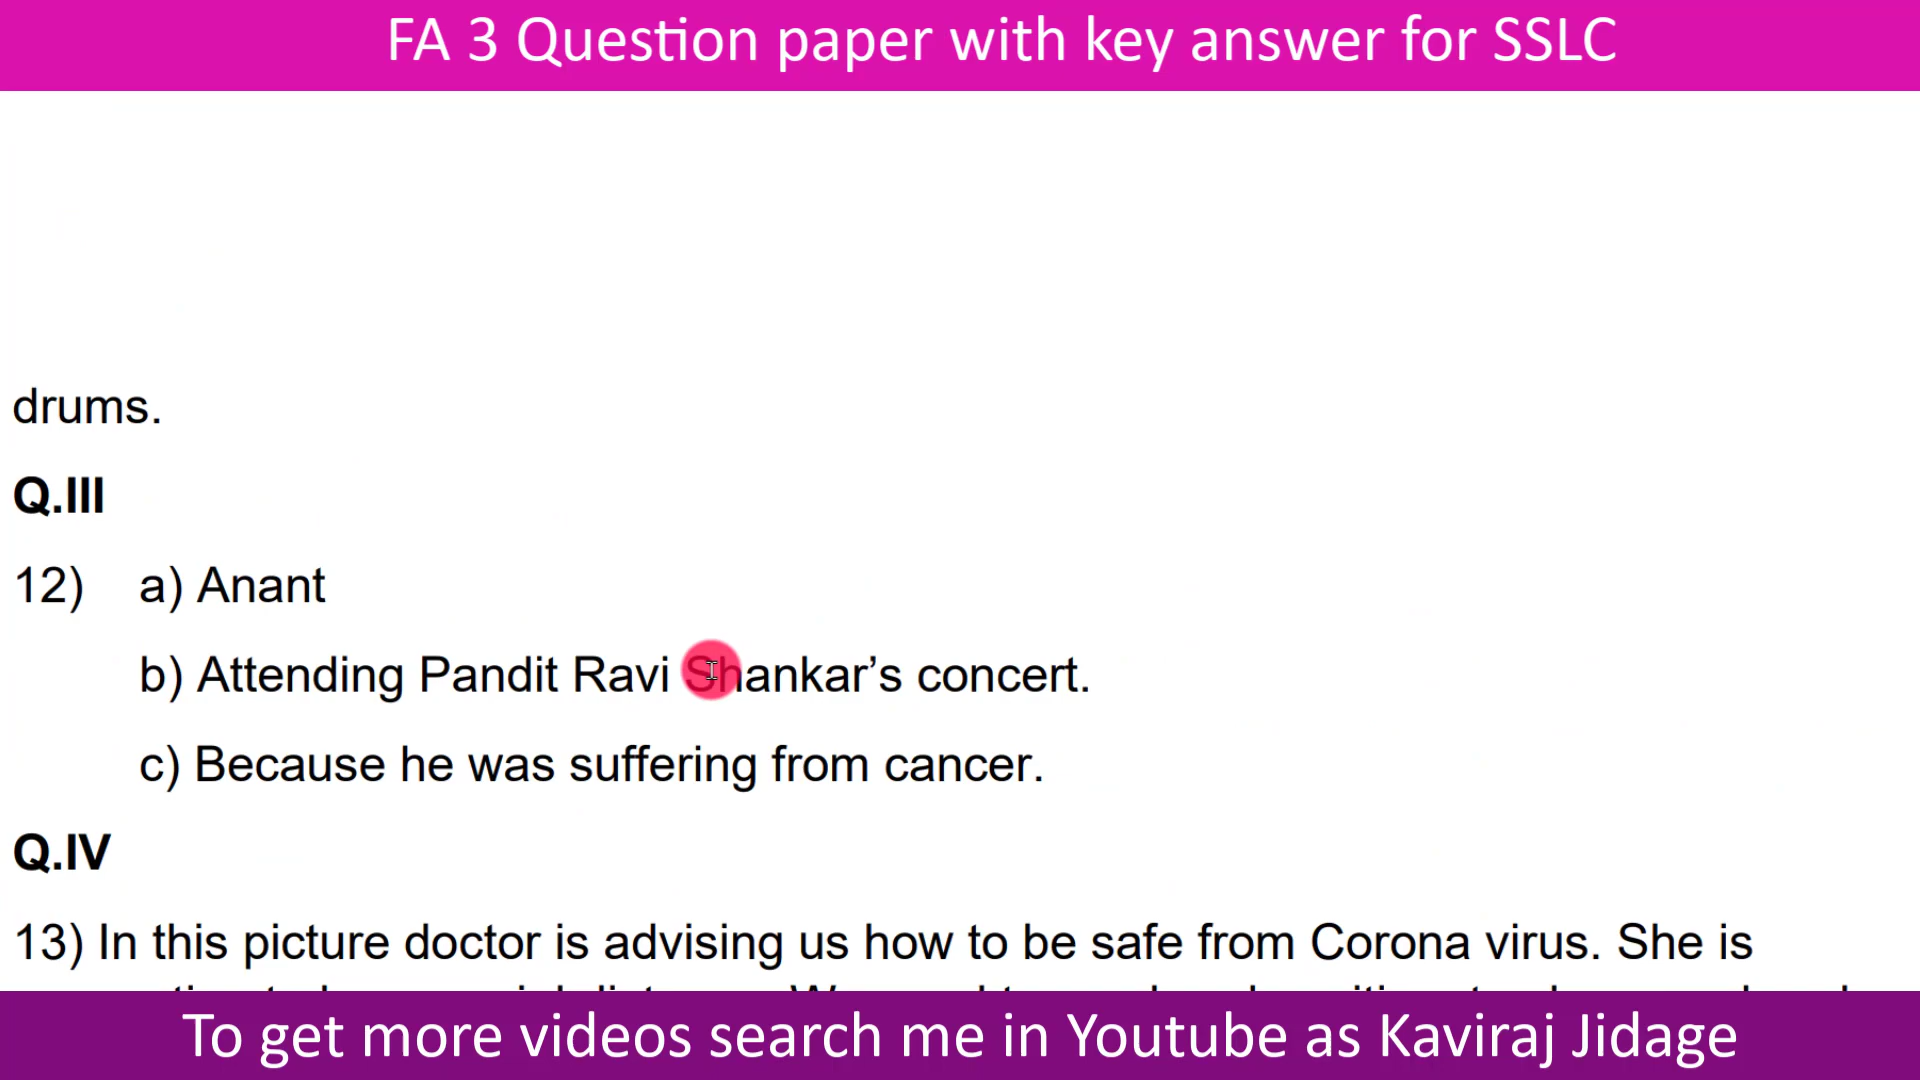 FA 3 Question paper with key answer for SSLC
drums.
Q.III
12) a) Anant
b) Attending Pandit Ravi Shankar’s concert.
c) Because he was suffering from cancer.
Q.IV
13) In this picture doctor is advising us how to be safe from Corona virus. She is
To get more videos search me in Youtube as Kaviraj Jidage